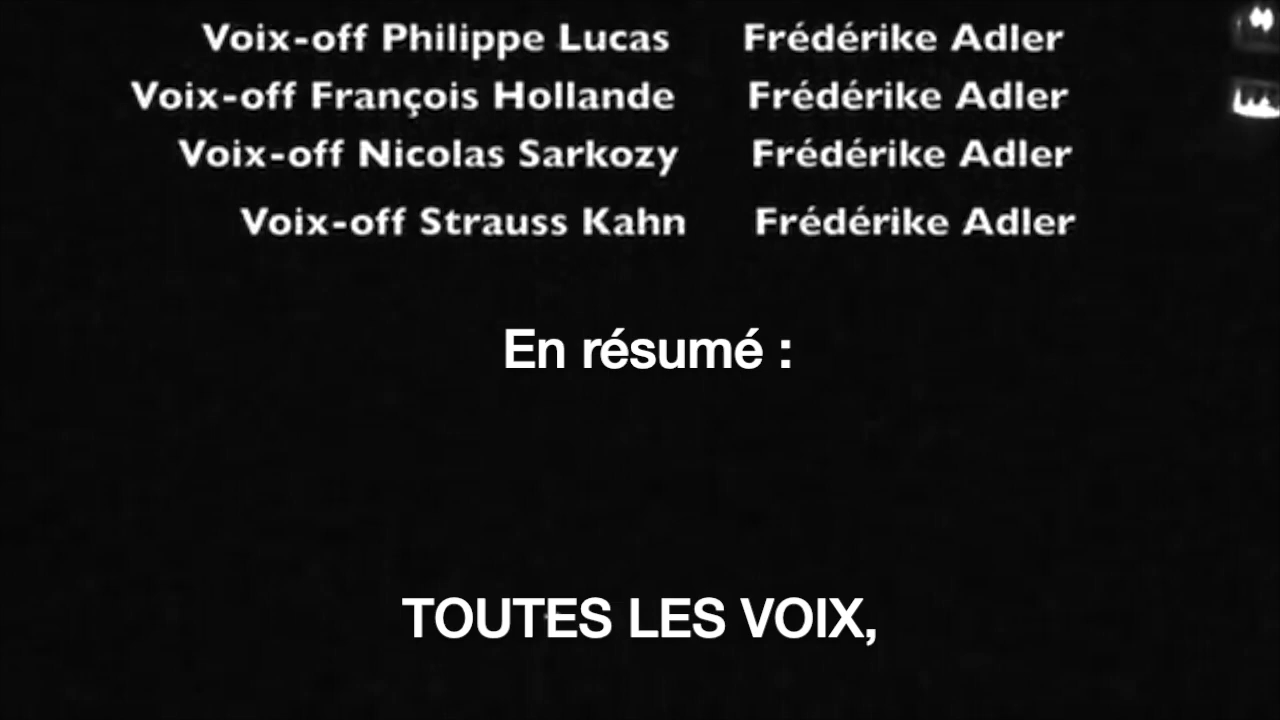 Voix-off Philippe Lucas Frédérike Adler
Voix-off François Hollande Frédérike Adler
Voix-off Nicolas Sarkozy Frédérike Adler
Voix-off Strauss Kahn Frédérike Adler
En résumé :
TOUTES LES VOIX,